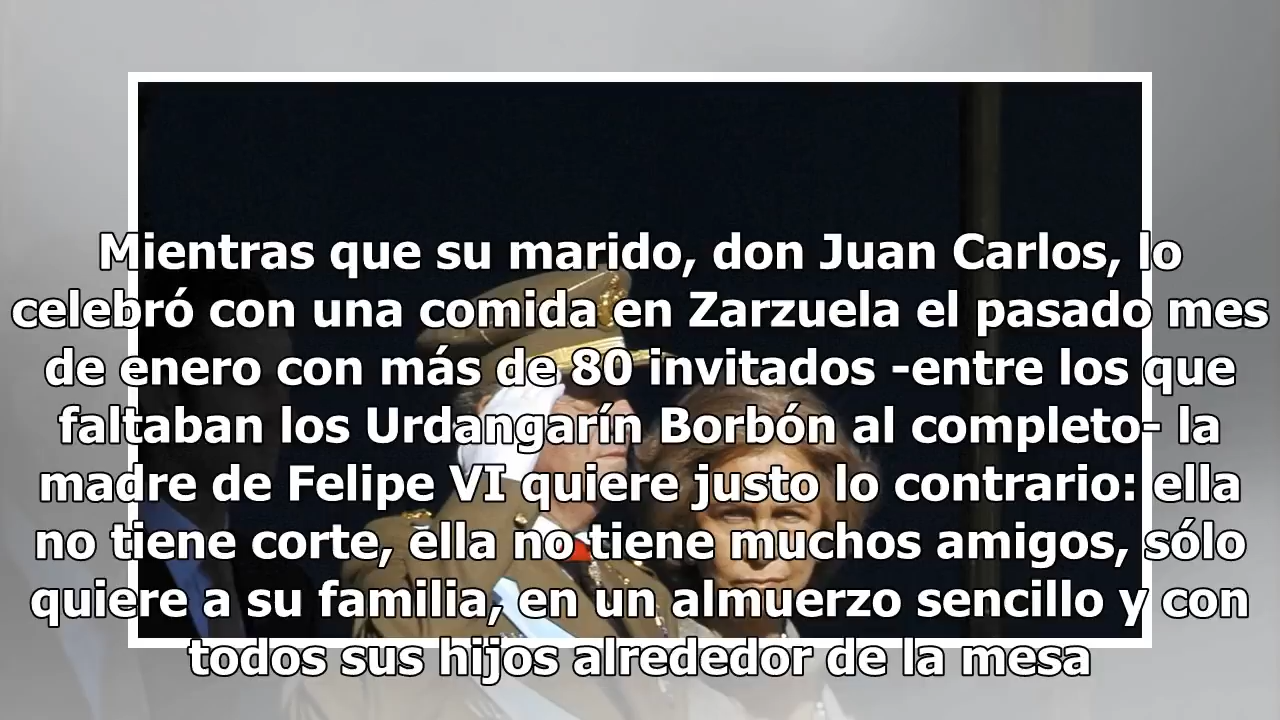 Mientras que su marido, don Juan Carlos, lo
celebró con una comida en Zarzuela el pasado mes
de enero con más de 80 invitados -entre los que
faltaban los Urdangarín Borbón al completo- la
madre de Felipe VI quiere justo lo contrario: ella
no tiene corte, ella no tiene muchos amigos, sólo
quiere a su familia, en un almuerzo sencillo y con
todos sus hijos alrededor de la mesa